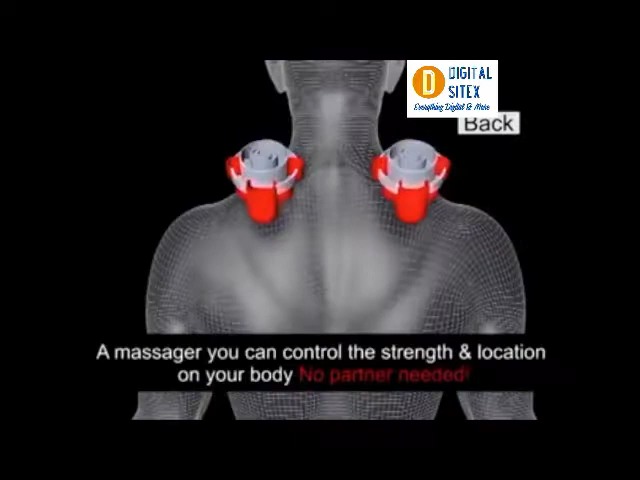 DIGITAL
SITEX
Everything Digital & More
Back
A massager you can control the strength & location
on your body No partner needed!